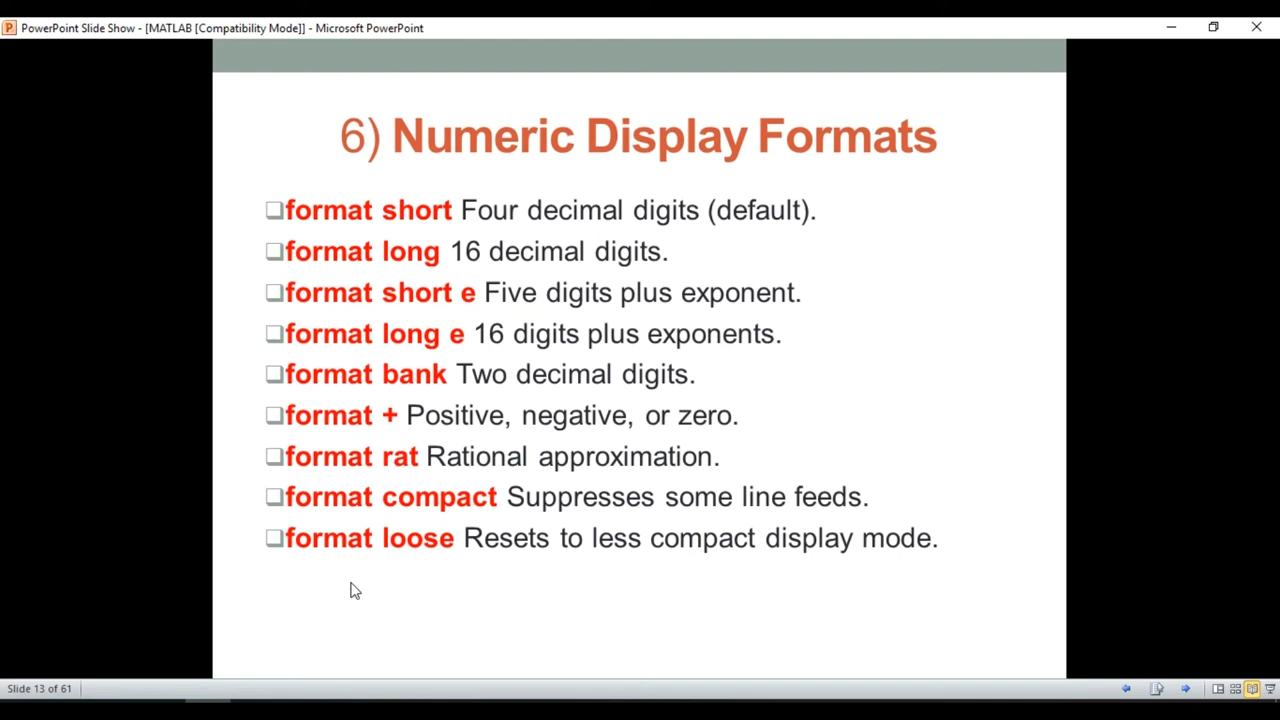 PowerPoint Slide Show - [MATLAB [Compatibility Mode]] - Microsoft PowerPoint
6) Numeric Display Formats
❑format short Four decimal digits (default).
❑format long 16 decimal digits.
❑format short e Five digits plus exponent.
❑format long e 16 digits plus exponents.
❑format bank Two decimal digits.
❑format + Positive, negative, or zero.
❑format rat Rational approximation.
❑format compact Suppresses some line feeds.
❑format loose Resets to less compact display mode.
Slide 13 of 61